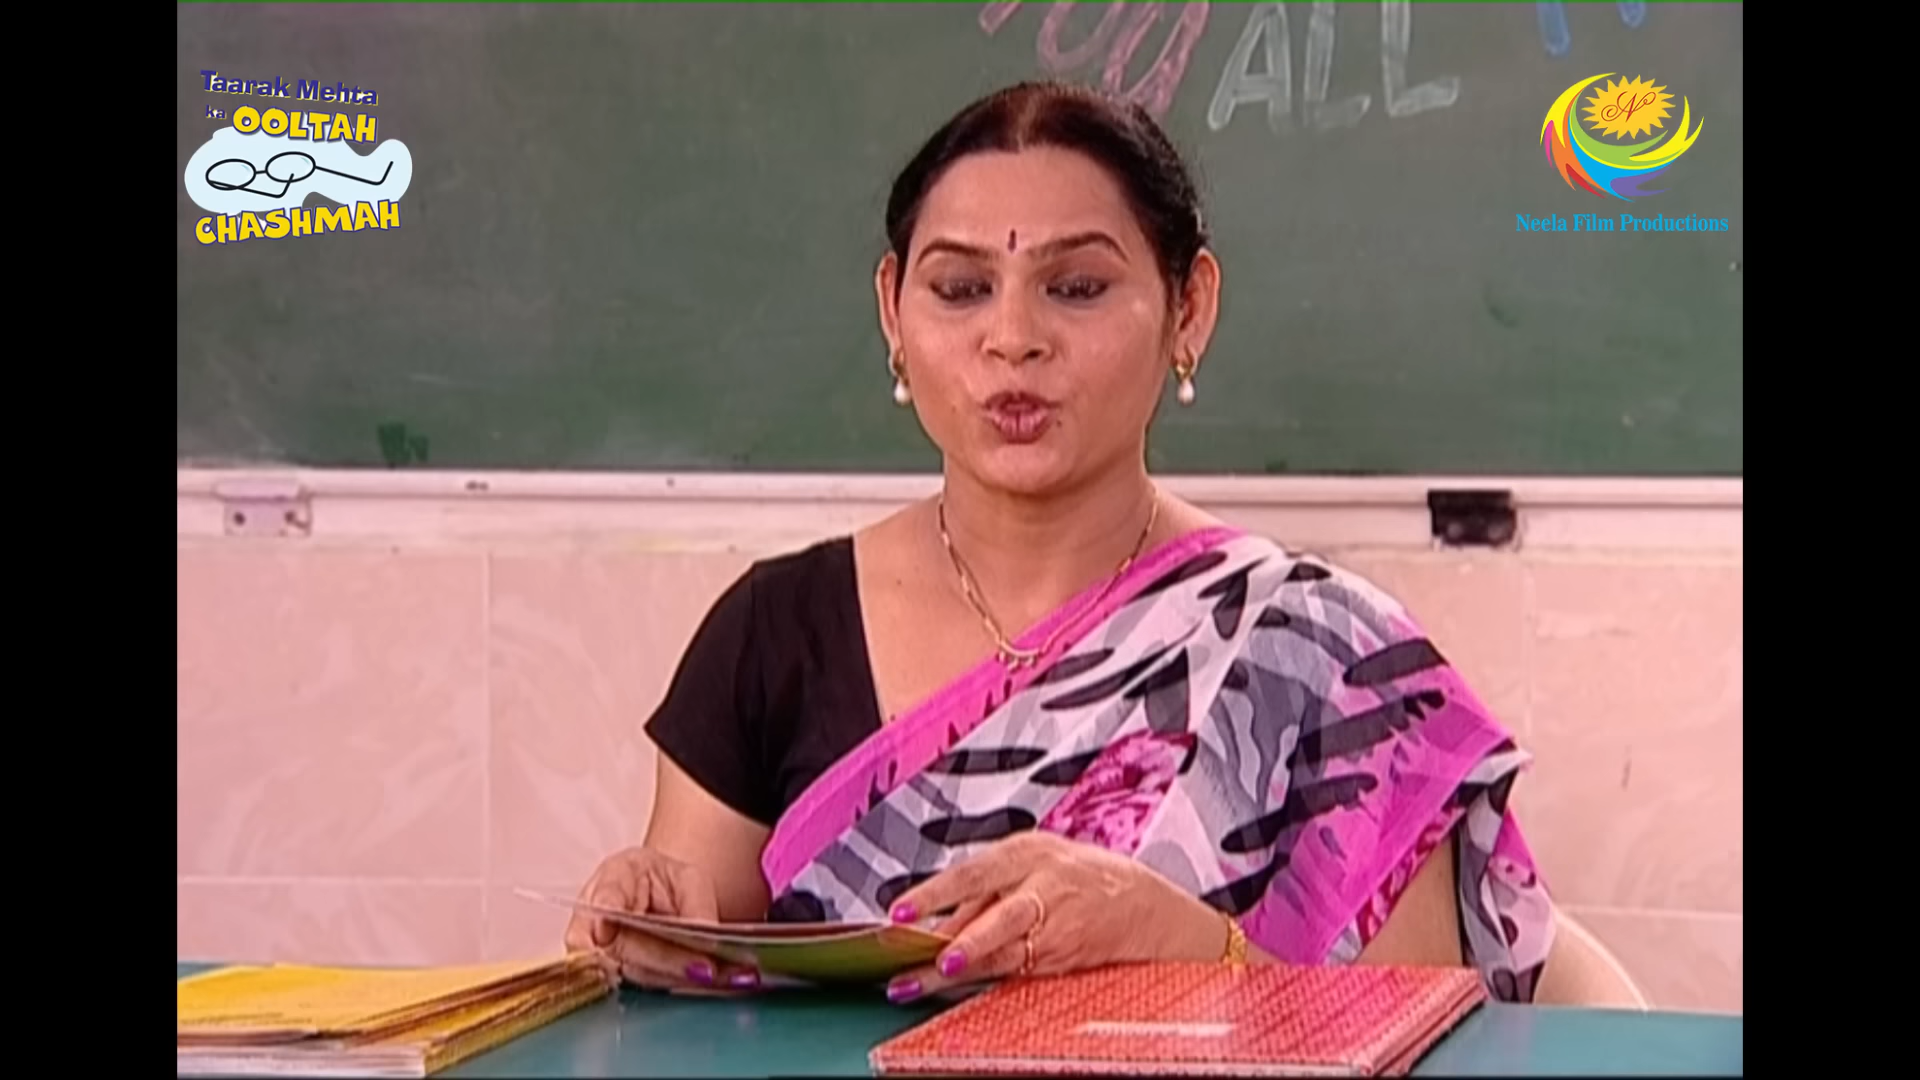 Taarak Mehta
ka OOLTAH
CHASHMAH
N
Neela Film Productions
ALL